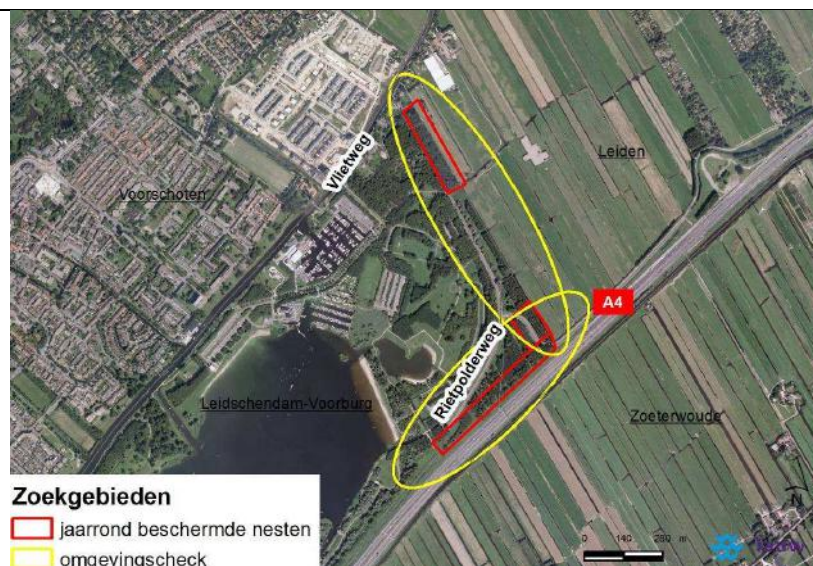 Vlietweg
Leiden
Voorschoten
A4
Rietpolderweg
Leidschendam-Voorburg
Zoeterwoude
Zoekgebieden
jaarrond beschermde nesten
omgevingscheck
N
0 140 280 m